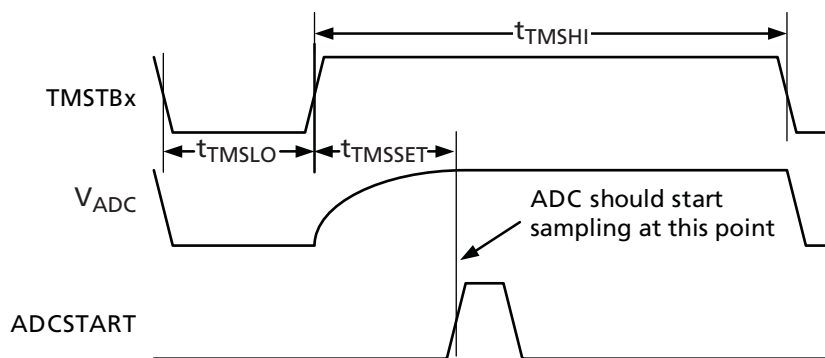 tTMSHI
TMSTBx
tTMSLO
tTMSSET
VADC
ADC should start
sampling at this point
ADCSTART